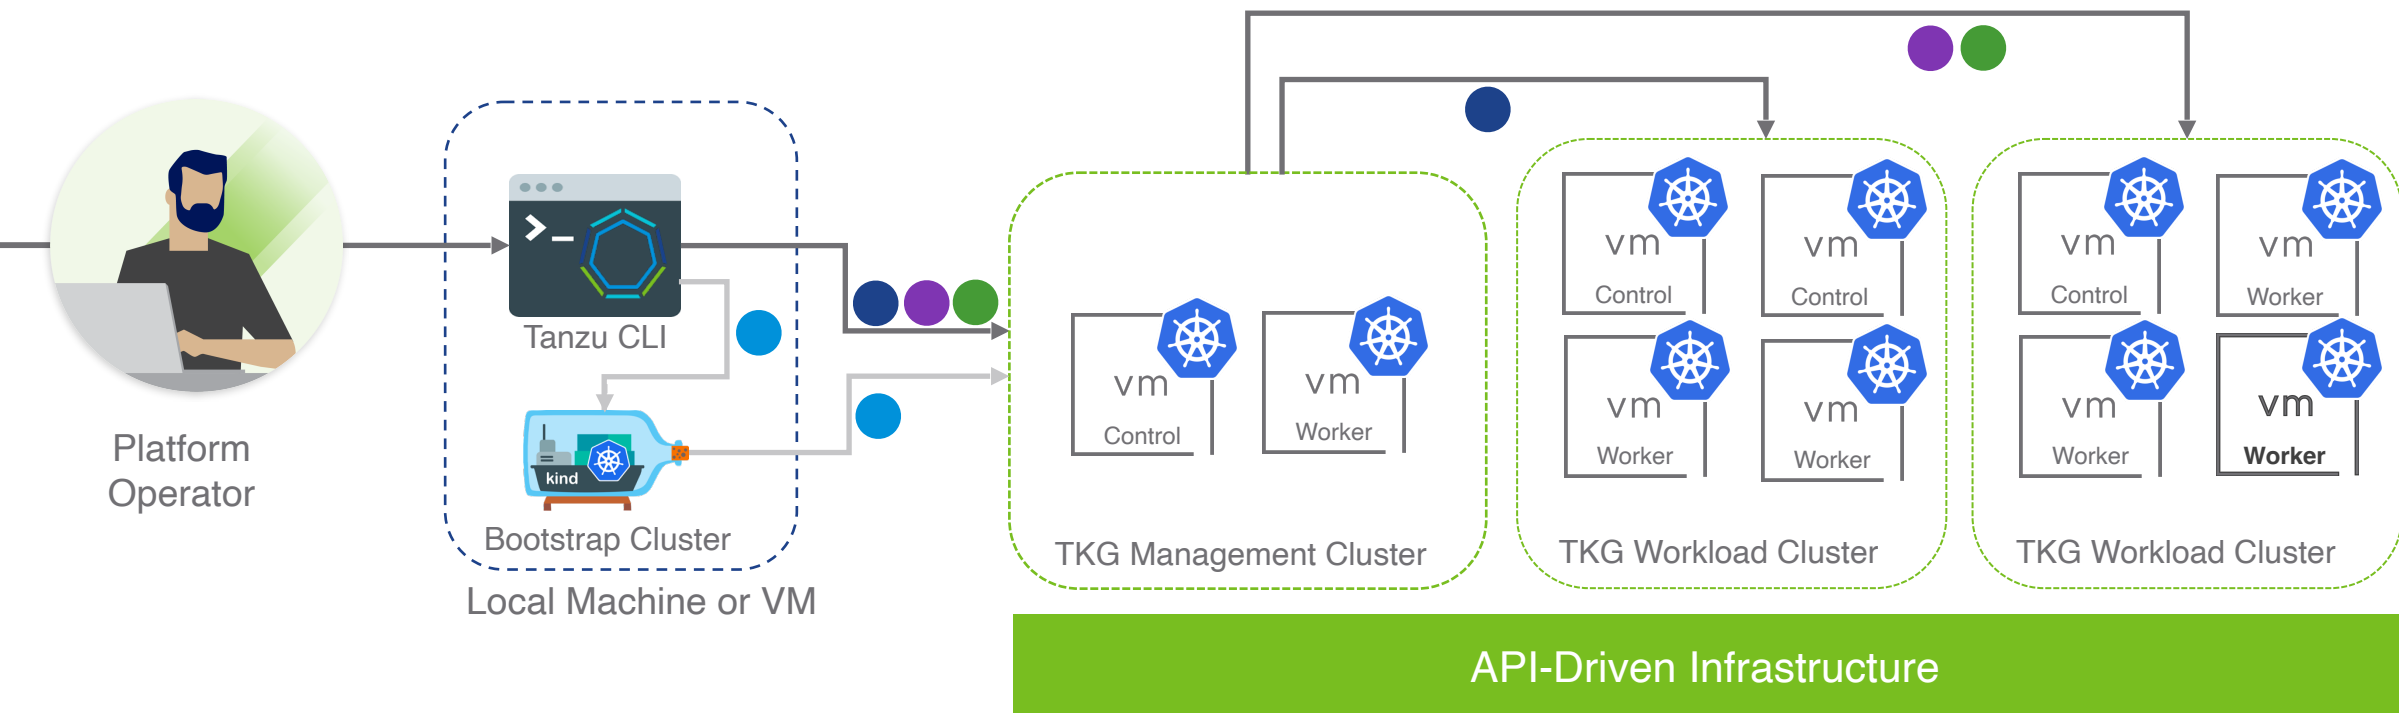 Platform
Operator
>_
Tanzu CLI
kind
Bootstrap Cluster
Local Machine or VM
vm
Control
vm
Worker
TKG Management Cluster
vm
Control
vm
Control
vm
Worker
vm
Worker
TKG Workload Cluster
vm
Control
vm
Worker
vm
Worker
vm
Worker
TKG Workload Cluster
API-Driven Infrastructure